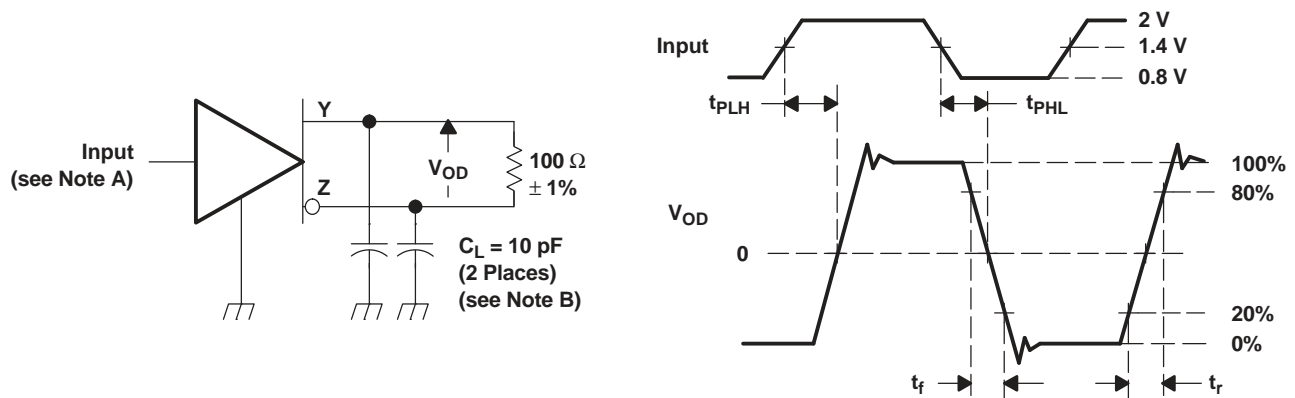 Input
(see Note A)
Y
Z
V_OD
100 Ω
± 1%
C_L = 10 pF
(2 Places)
(see Note B)
Input
2 V
1.4 V
0.8 V
t_PLH
t_PHL
V_OD
0
100%
80%
20%
0%
t_f
t_r